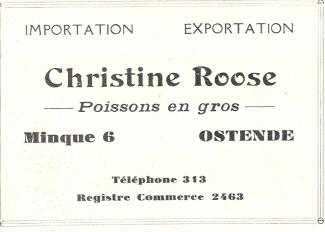 IMPORTATION EXPORTATION
Christine Roose
Poissons en gros
Minque 6 OSTENDE
Téléphone 313
Registre Commerce 2463